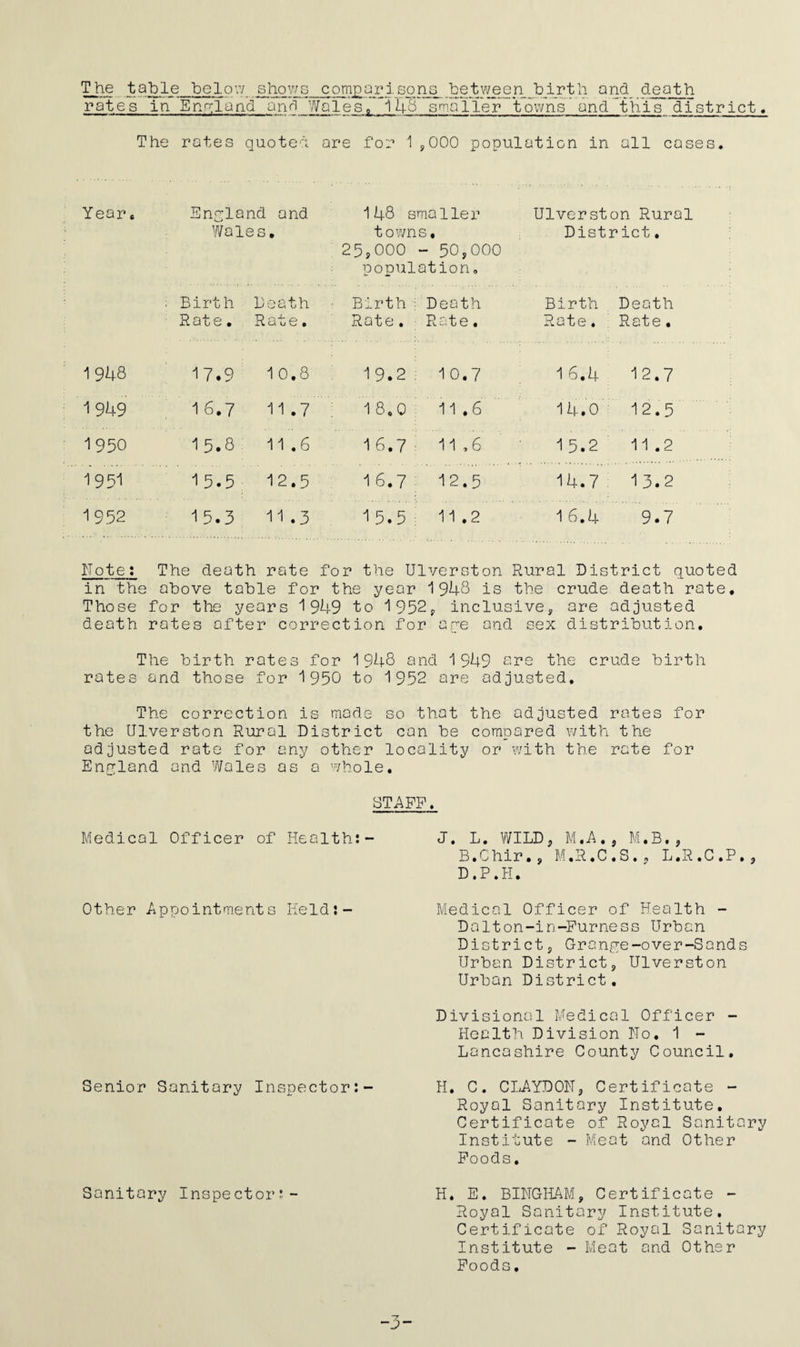 The table below shows comparisons between birth and death
rates in England and Wales, 148 smaller towns and this district.
The rates quoted are for 1,000 population in all cases.
Year. England and 148 smaller Ulverston Rural
Wales. towns. District.
25,000 - 50,000
population.
Birth Death Birth Death Birth Death
Rate. Rate. Rate. Rate. Rate. Rate.
1948 17.9 10.8 19.2 10.7 16.4 12.7
1949 16.7 11.7 18.0 11.6 14.0 12.5
1950 15.8 11.6 16.7 11.6 15.2 11.2
1951 15.5 12.5 16.7 12.5 14.7 13.2
1952 15.3 11.3 15.5 11.2 16.4 9.7
Note: The death rate for the Ulverston Rural District quoted
in the above table for the year 1948 is the crude death rate.
Those for the years 1949 to 1952, inclusive, are adjusted
death rates after correction for age and sex distribution.
The birth rates for 1948 and 1949 are the crude birth
rates and those for 1950 to 1952 are adjusted.
The correction is made so that the adjusted rates for
the Ulverston Rural District can be compared with the
adjusted rate for any other locality or with the rate for
England and Wales as a whole.
STAFF.
Medical Officer of Health:- J. L. WILD, M.A., M.B.,
B.Chir., M.R.C.S., L.R.C.P.,
D.P.H.
Other Appointments Held:- Medical Officer of Health -
Dalton-in-Furness Urban
District, Grange-over-Sands
Urban District, Ulverston
Urban District.
Divisional Medical Officer -
Health Division No. 1 -
Lancashire County Council.
Senior Sanitary Inspector:- H. C. CLAYDON, Certificate -
Royal Sanitary Institute.
Certificate of Royal Sanitary
Institute - Meat and Other
Foods.
Sanitary Inspector:- H. E. BINGHAM, Certificate -
Royal Sanitary Institute.
Certificate of Royal Sanitary
Institute - Meat and Other
Foods.
-3-